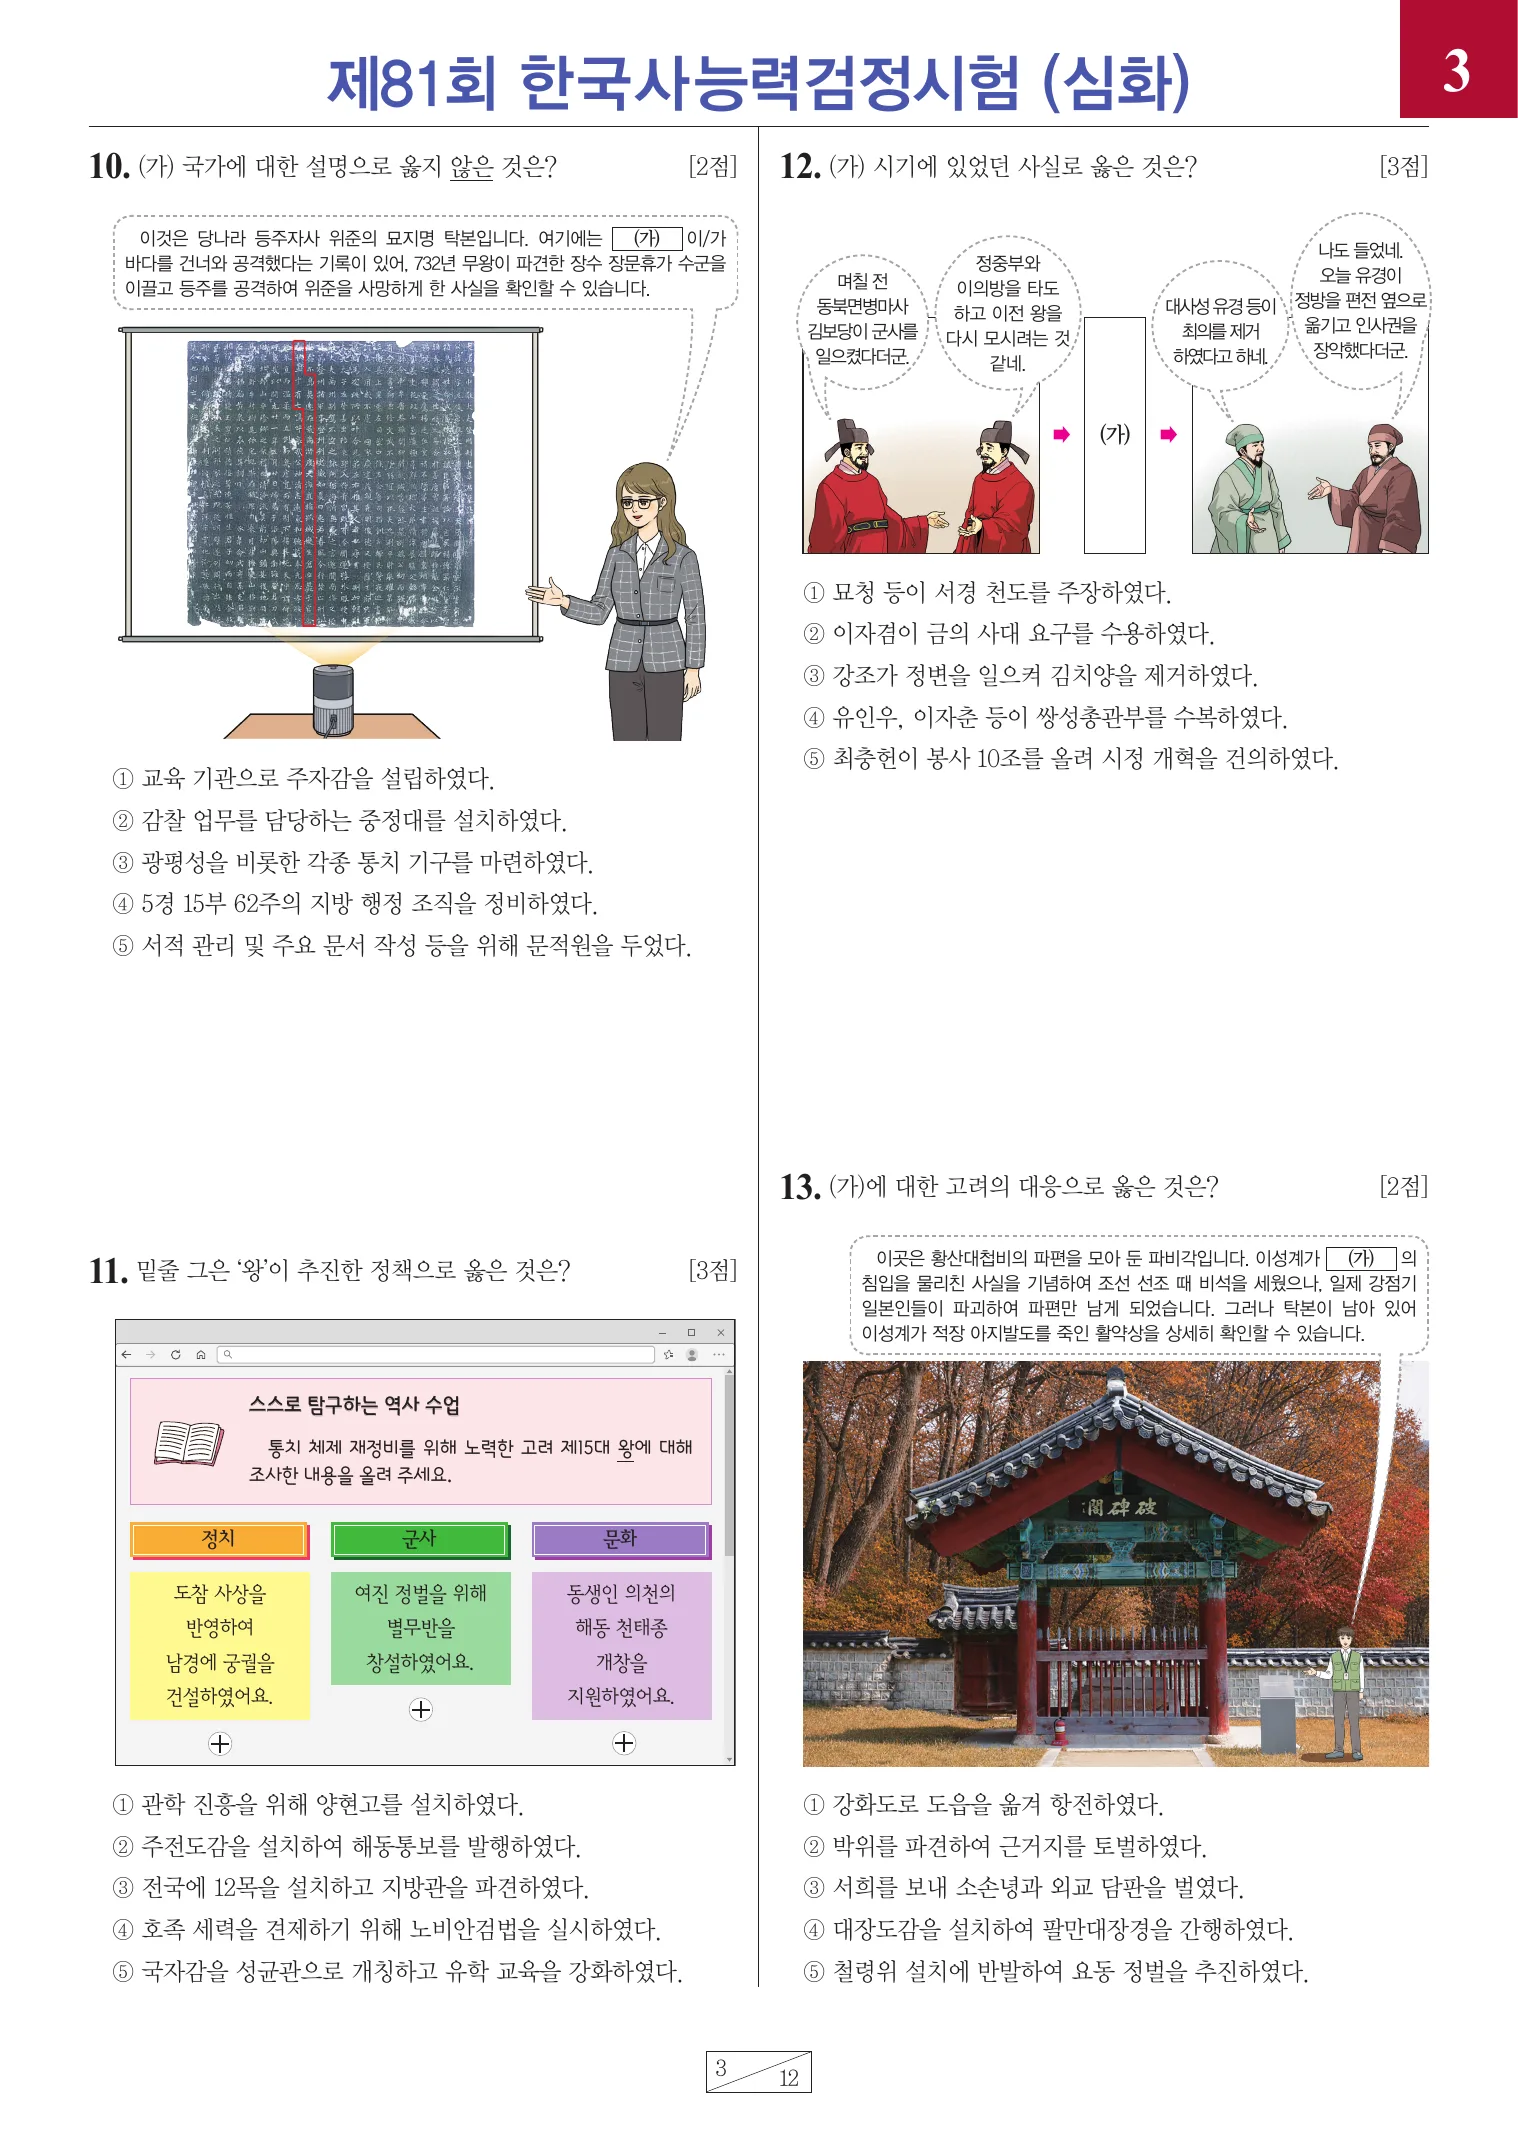 제81회 한국사능력검정시험 (심화)
3
10. (가) 국가에 대한 설명으로 옳지 않은 것은? [2점]
이것은 당나라 등주자사 위준의 묘지명 탁본입니다. 여기에는 (가) 이/가
바다를 건너와 공격했다는 기록이 있어, 732년 무왕이 파견한 장수 장문휴가 수군을
이끌고 등주를 공격하여 위준을 사망하게 한 사실을 확인할 수 있습니다.
① 교육 기관으로 주자감을 설립하였다.
② 감찰 업무를 담당하는 중정대를 설치하였다.
③ 광평성을 비롯한 각종 통치 기구를 마련하였다.
④ 5경 15부 62주의 지방 행정 조직을 정비하였다.
⑤ 서적 관리 및 주요 문서 작성 등을 위해 문적원을 두었다.
11. 밑줄 그은 ‘왕’이 추진한 정책으로 옳은 것은? [3점]
스스로 탐구하는 역사 수업
통치 체제 재정비를 위해 노력한 고려 제15대 왕에 대해
조사한 내용을 올려 주세요.
정치
도참 사상을
반영하여
남경에 궁궐을
건설하였어요.
군사
여진 정벌을 위해
별무반을
창설하였어요.
문화
동생인 의천의
해동 천태종
개창을
지원하였어요.
① 관학 진흥을 위해 양현고를 설치하였다.
② 주전도감을 설치하여 해동통보를 발행하였다.
③ 전국에 12목을 설치하고 지방관을 파견하였다.
④ 호족 세력을 견제하기 위해 노비안검법을 실시하였다.
⑤ 국자감을 성균관으로 개칭하고 유학 교육을 강화하였다.
12. (가) 시기에 있었던 사실로 옳은 것은? [3점]
며칠 전
동북면병마사
김보당이 군사를
일으켰다더군.
정중부와
이의방을 타도
하고 이전 왕을
다시 모시려는 것
같네.
(가)
대사성 유경 등이
최의를 제거
하였다고 하네.
나도 들었네.
오늘 유경이
정방을 편전 옆으로
옮기고 인사권을
장악했다더군.
① 묘청 등이 서경 천도를 주장하였다.
② 이자겸이 금의 사대 요구를 수용하였다.
③ 강조가 정변을 일으켜 김치양을 제거하였다.
④ 유인우, 이자춘 등이 쌍성총관부를 수복하였다.
⑤ 최충헌이 봉사 10조를 올려 시정 개혁을 건의하였다.
13. (가)에 대한 고려의 대응으로 옳은 것은? [2점]
이곳은 황산대첩비의 파편을 모아 둔 파비각입니다. 이성계가 (가) 의
침입을 물리친 사실을 기념하여 조선 선조 때 비석을 세웠으나, 일제 강점기
일본인들이 파괴하여 파편만 남게 되었습니다. 그러나 탁본이 남아 있어
이성계가 적장 아지발도를 죽인 활약상을 상세히 확인할 수 있습니다.
閣碑破
① 강화도로 도읍을 옮겨 항전하였다.
② 박위를 파견하여 근거지를 토벌하였다.
③ 서희를 보내 소손녕과 외교 담판을 벌였다.
④ 대장도감을 설치하여 팔만대장경을 간행하였다.
⑤ 철령위 설치에 반발하여 요동 정벌을 추진하였다.
3
12